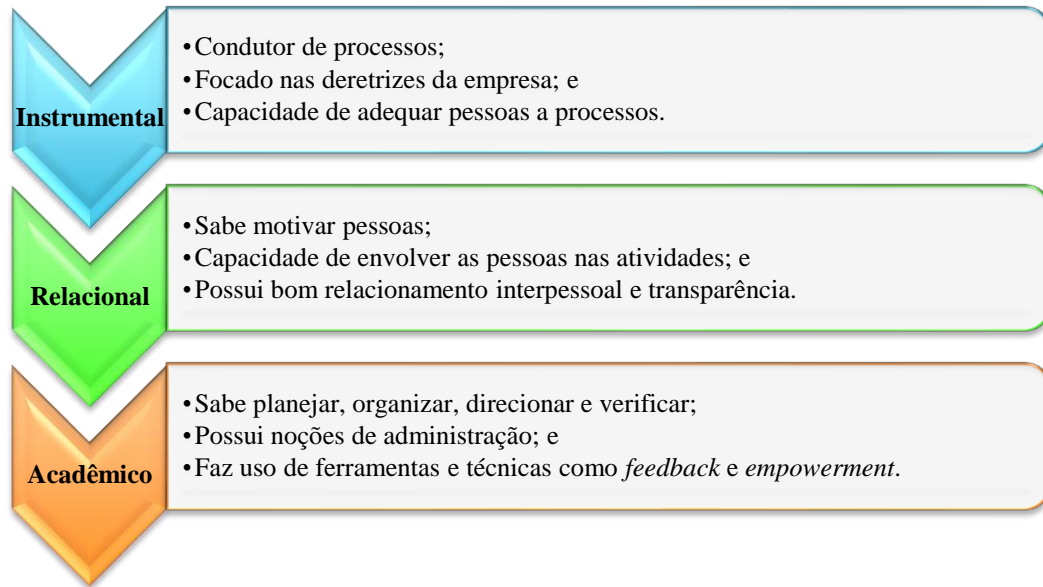 Instrumental
•Condutor de processos;
•Focado nas deretrizes da empresa; e
•Capacidade de adequar pessoas a processos.
Relacional
•Sabe motivar pessoas;
•Capacidade de envolver as pessoas nas atividades; e
•Possui bom relacionamento interpessoal e transparência.
Acadêmico
•Sabe planejar, organizar, direcionar e verificar;
•Possui noções de administração; e
•Faz uso de ferramentas e técnicas como feedback e empowerment.